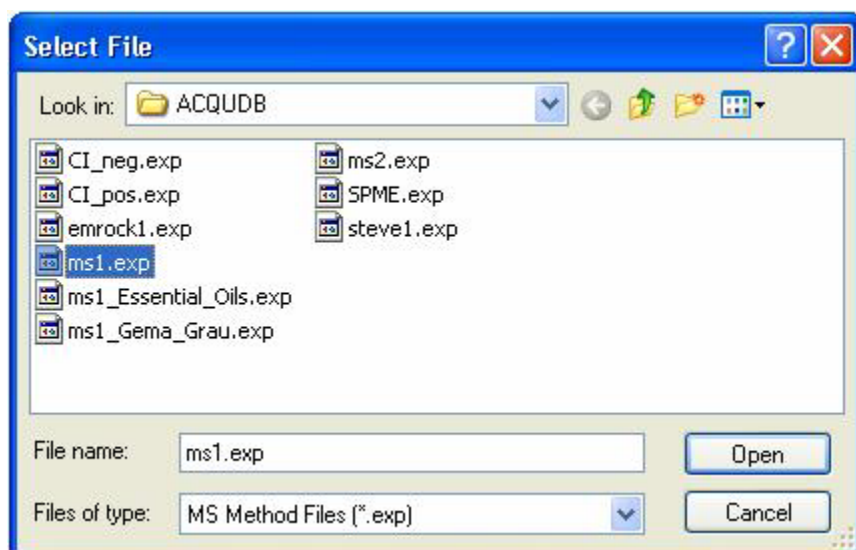 Select File
Look in: ACQUDB
CI_neg.exp
CI_pos.exp
emrock1.exp
ms1.exp
ms1_Essential_Oils.exp
ms1_Gema_Grau.exp
ms2.exp
SPME.exp
steve1.exp
File name: ms1.exp
Open
Files of type: MS Method Files (*.exp)
Cancel